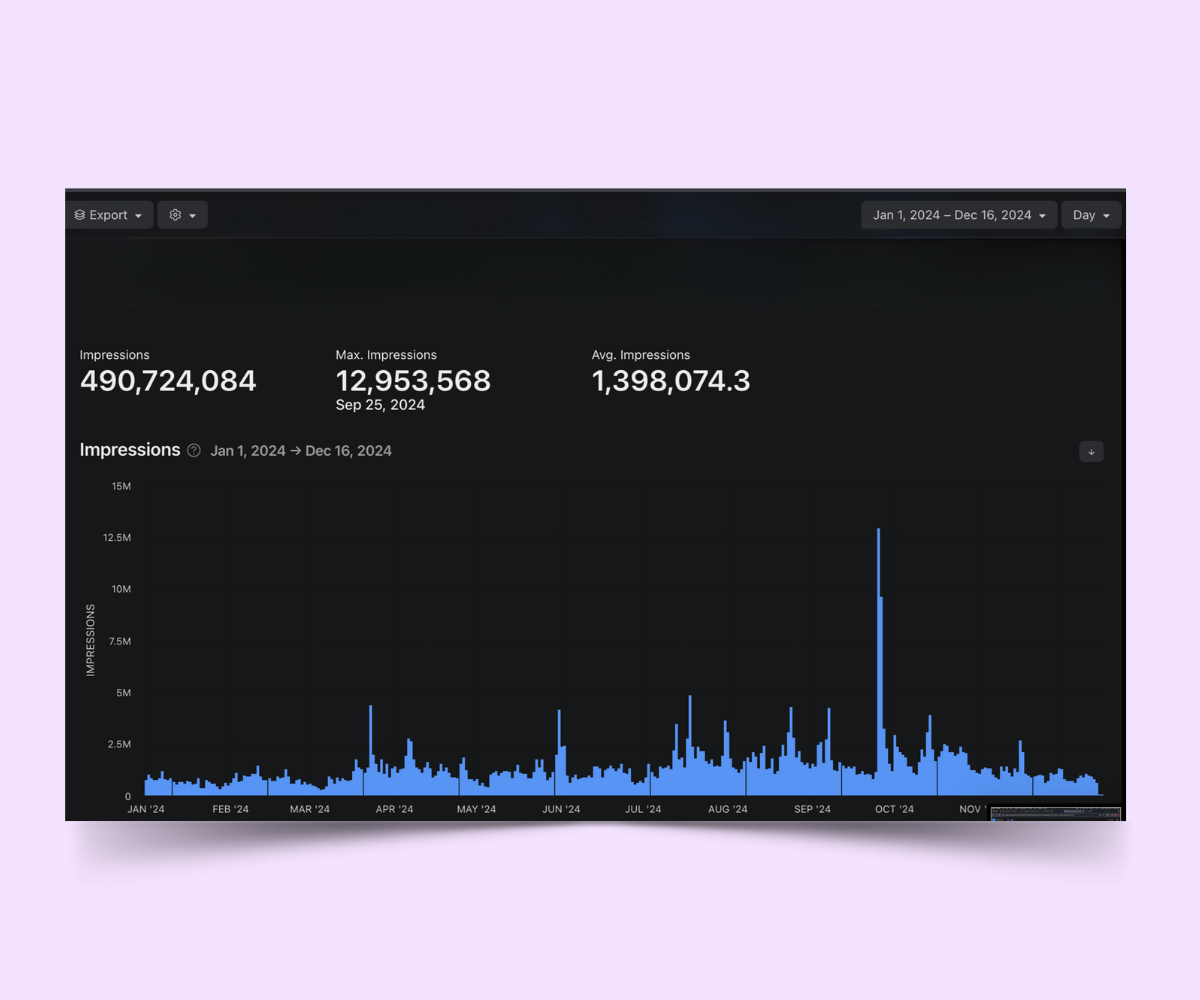 Export
Jan 1, 2024 – Dec 16, 2024
Day
Impressions
490,724,084
Max. Impressions
12,953,568
Sep 25, 2024
Avg. Impressions
1,398,074.3
Impressions ? Jan 1, 2024 → Dec 16, 2024
15M
12.5M
10M
7.5M
5M
2.5M
0
IMPRESSIONS
JAN '24 FEB '24 MAR '24 APR '24 MAY '24 JUN '24 JUL '24 AUG '24 SEP '24 OCT '24 NOV '